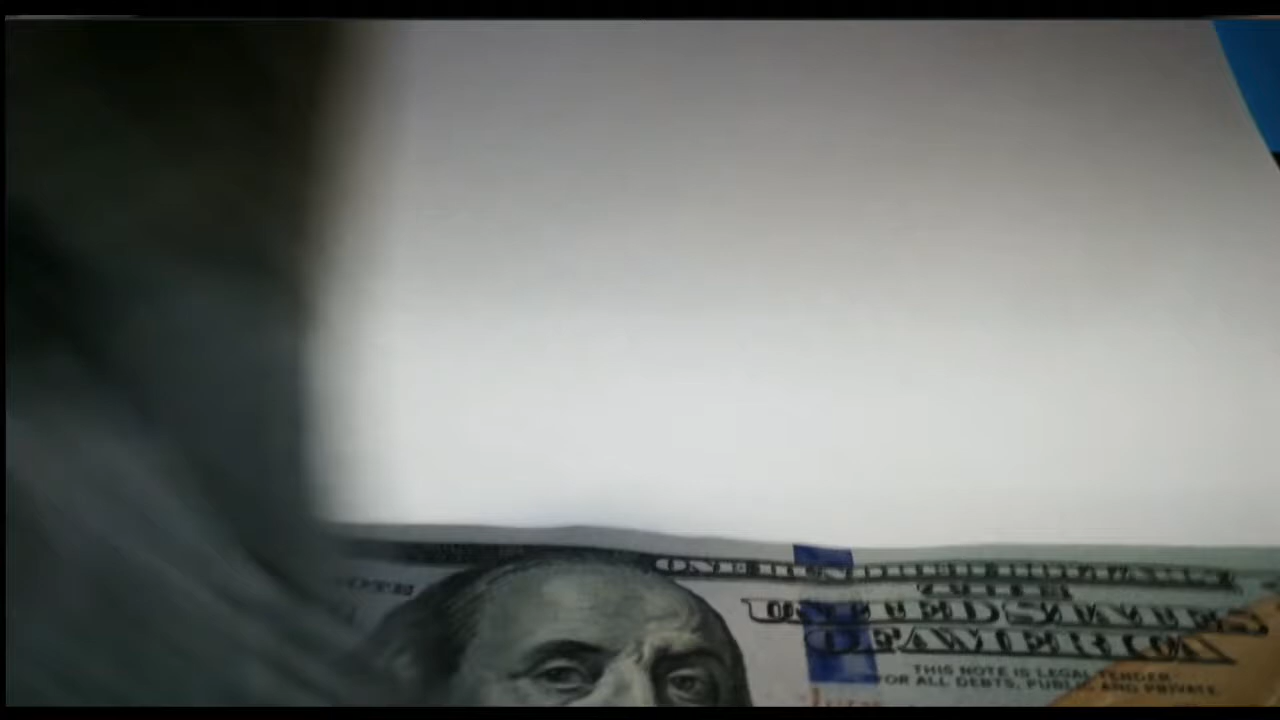 ONE HUNDRED DOLLARS
THE
UNITED STATES
OF AMERICA
THIS NOTE IS LEGAL TENDER
FOR ALL DEBTS, PUBLIC AND PRIVATE